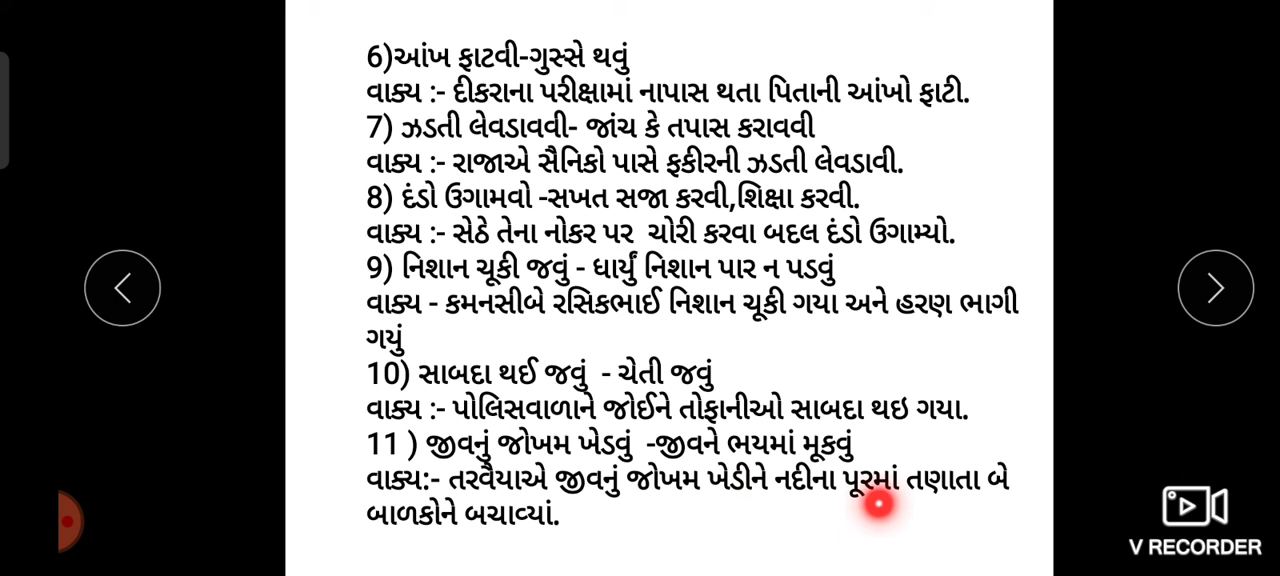 6)આંખ ફાટવી-ગુસ્સે થવું
વાક્ય :- દીકરાના પરીક્ષામાં નાપાસ થતા પિતાની આંખો ફાટી.
7) ઝડતી લેવડાવવી- જાંચ કે તપાસ કરાવવી
વાક્ય :- રાજાએ સૈનિકો પાસે ફકીરની ઝડતી લેવડાવી.
8) દંડો ઉગામવો -સખત સજા કરવી,શિક્ષા કરવી.
વાક્ય :- સેઠે તેના નોકર પર  ચોરી કરવા બદલ દંડો ઉગામ્યો.
9) નિશાન ચૂકી જવું - ધાર્યું નિશાન પાર ન પડવું
વાક્ય - કમનસીબે રસિકભાઈ નિશાન ચૂકી ગયા અને હરણ ભાગી
ગયું
10) સાબદા થઈ જવું  - ચેતી જવું
વાક્ય :- પોલિસવાળાને જોઈને તોફાનીઓ સાબદા થઇ ગયા.
11 ) જીવનું જોખમ ખેડવું  -જીવને ભયમાં મૂકવું
વાક્ય:- તરવૈયાએ જીવનું જોખમ ખેડીને નદીના પૂરમાં તણાતા બે
બાળકોને બચાવ્યાં.
V RECORDER